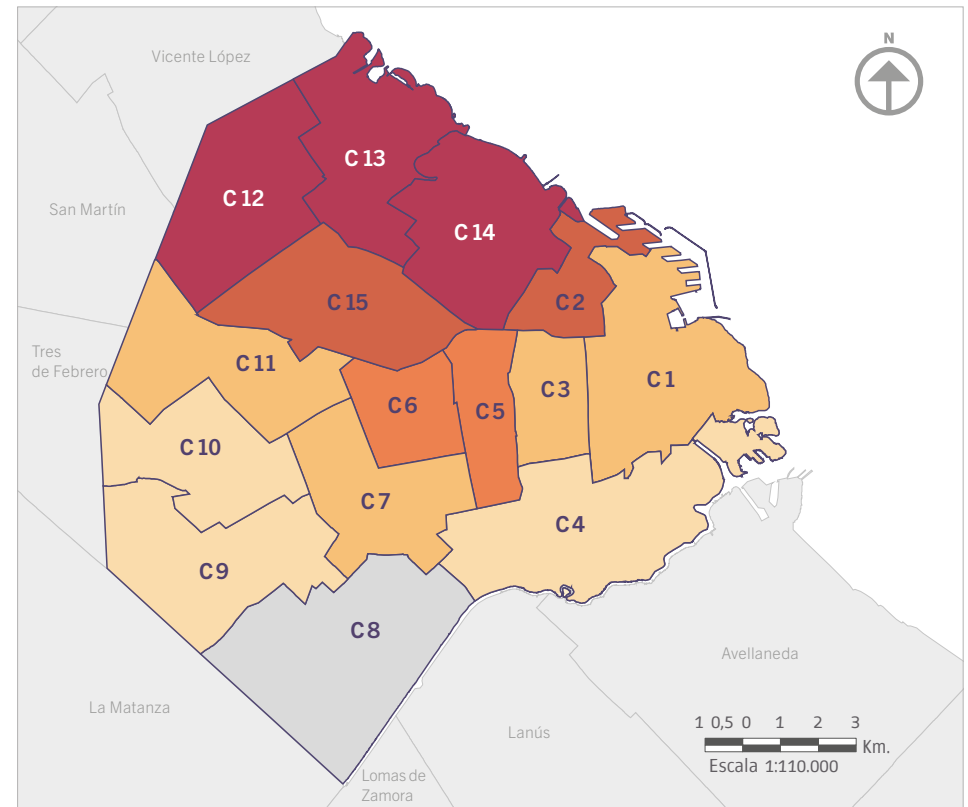 N
Vicente López
C 13
C 12
San Martín
C 14
C 15
C 2
Tres
de Febrero
C 11
C 6
C 5
C 3
C 1
C 10
C 7
C 4
C 9
C 8
Avellaneda
La Matanza
Lanús
1 0,5 0 1 2 3
Km.
Escala 1:110.000
Lomas de
Zamora